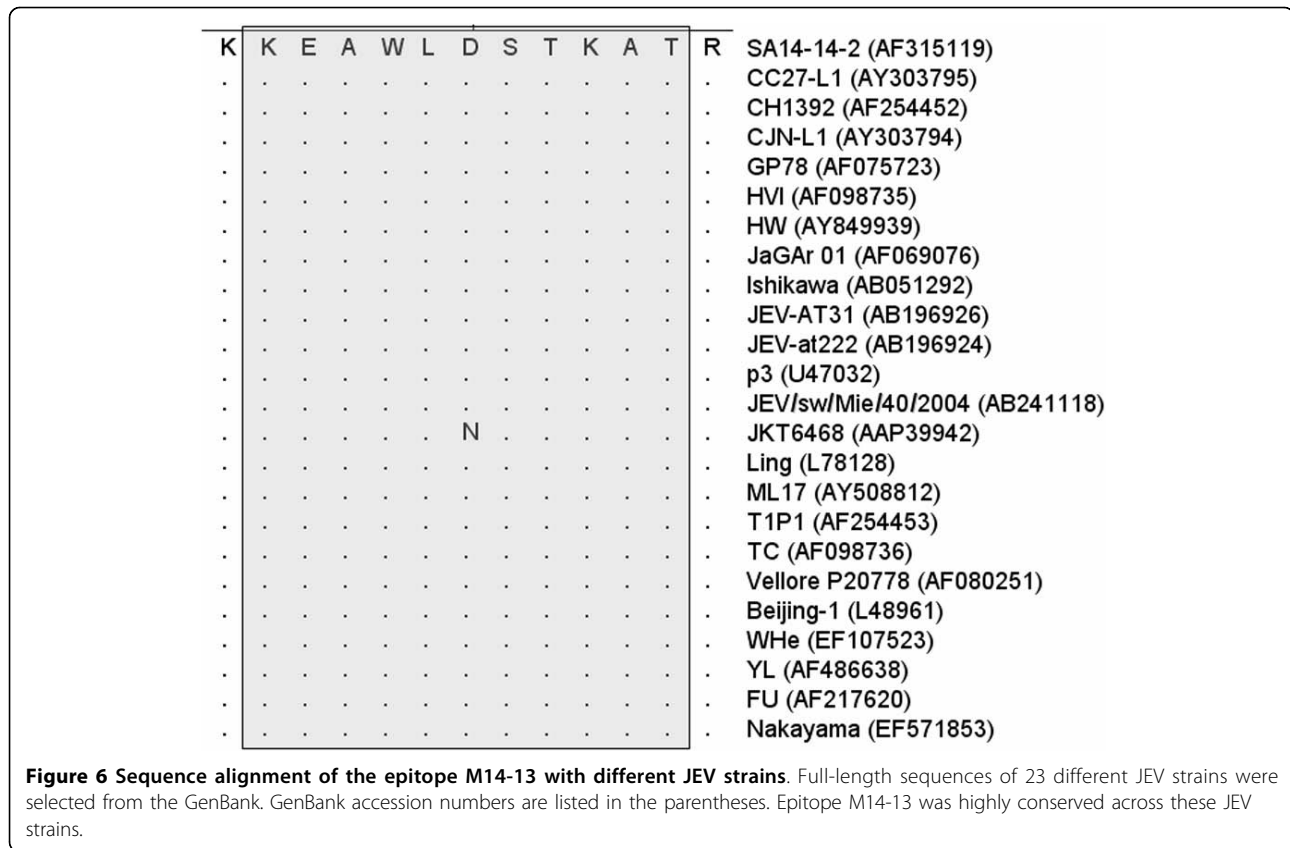 K K E A W L D S T K A T R SA14-14-2 (AF315119)
. . . . . . . . . . . . . CC27-L1 (AY303795)
. . . . . . . . . . . . . CH1392 (AF254452)
. . . . . . . . . . . . . CJN-L1 (AY303794)
. . . . . . . . . . . . . GP78 (AF075723)
. . . . . . . . . . . . . HVI (AF098735)
. . . . . . . . . . . . . HW (AY849939)
. . . . . . . . . . . . . JaGAr 01 (AF069076)
. . . . . . . . . . . . . Ishikawa (AB051292)
. . . . . . . . . . . . . JEV-AT31 (AB196926)
. . . . . . . . . . . . . JEV-at222 (AB196924)
. . . . . . . . . . . . . p3 (U47032)
. . . . . . . . . . . . . JEV/sw/Mie/40/2004 (AB241118)
. . . . . . N . . . . . . JKT6468 (AAP39942)
. . . . . . . . . . . . . Ling (L78128)
. . . . . . . . . . . . . ML17 (AY508812)
. . . . . . . . . . . . . T1P1 (AF254453)
. . . . . . . . . . . . . TC (AF098736)
. . . . . . . . . . . . . Vellore P20778 (AF080251)
. . . . . . . . . . . . . Beijing-1 (L48961)
. . . . . . . . . . . . . WHe (EF107523)
. . . . . . . . . . . . . YL (AF486638)
. . . . . . . . . . . . . FU (AF217620)
. . . . . . . . . . . . . Nakayama (EF571853)
Figure 6 Sequence alignment of the epitope M14-13 with different JEV strains. Full-length sequences of 23 different JEV strains were
selected from the GenBank. GenBank accession numbers are listed in the parentheses. Epitope M14-13 was highly conserved across these JEV
strains.